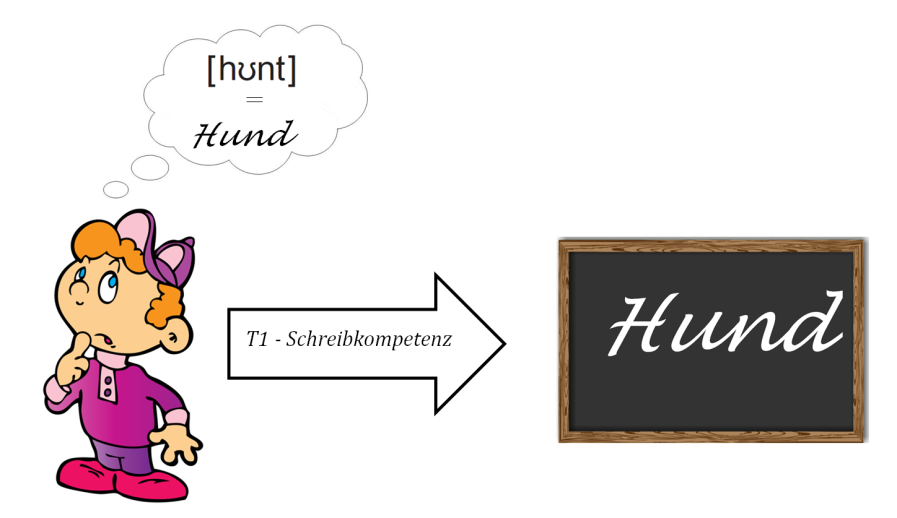 [hʊnt]
=
Hund
T1 - Schreibkompetenz
Hund